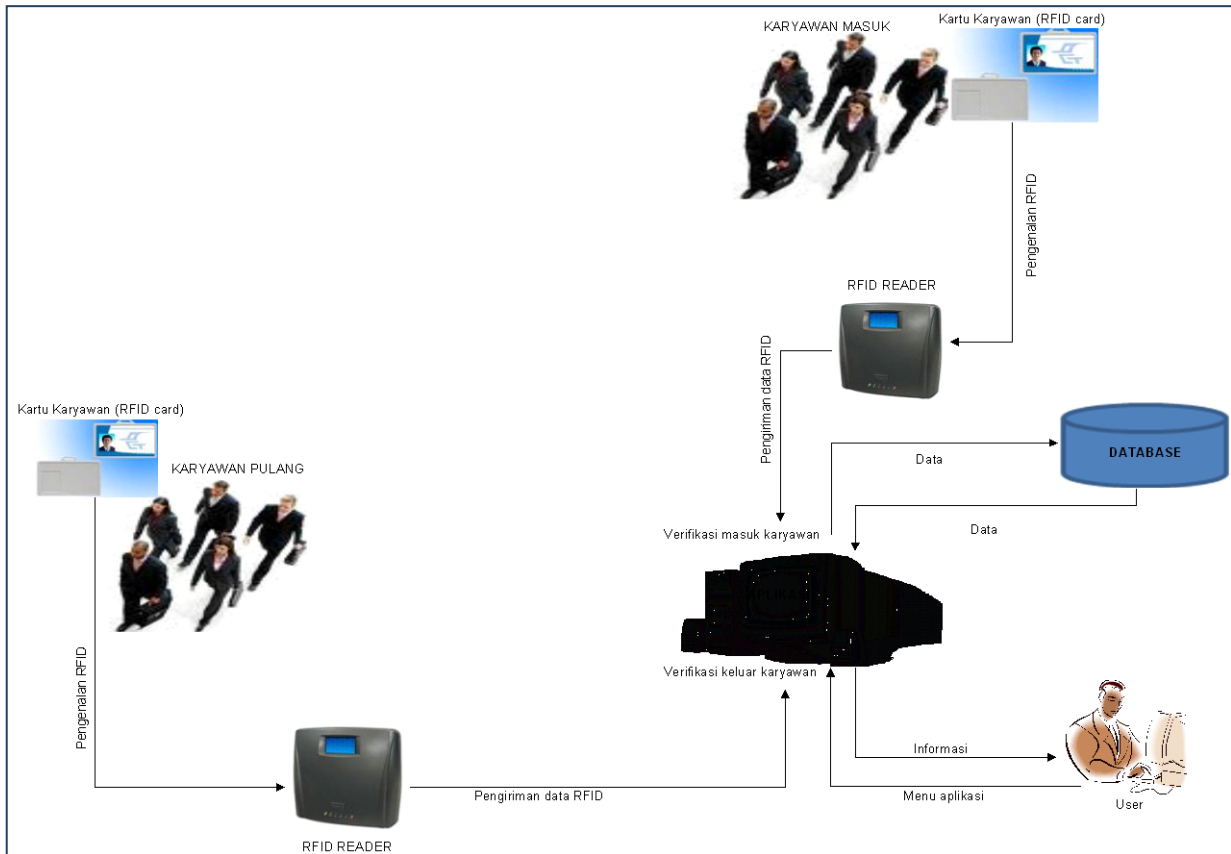 KARYAWAN MASUK
Kartu Karyawan (RFID card)
Pengenalan RFID
RFID READER
Pengiriman data RFID
Kartu Karyawan (RFID card)
KARYAWAN PULANG
DATABASE
Data
Data
Verifikasi masuk karyawan
Verifikasi keluar karyawan
Pengenalan RFID
Informasi
Menu aplikasi
User
Pengiriman data RFID
RFID READER